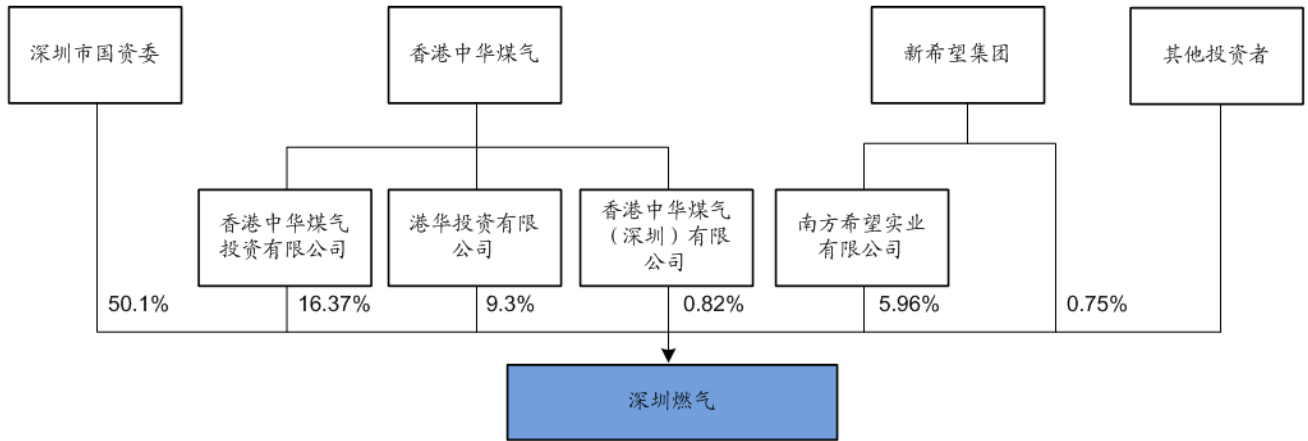 深圳市国资委
香港中华煤气
新希望集团
其他投资者
香港中华煤气
投资有限公司
港华投资有限
公司
香港中华煤气
（深圳）有限
公司
南方希望实业
有限公司
50.1%
16.37%
9.3%
0.82%
5.96%
0.75%
深圳燃气